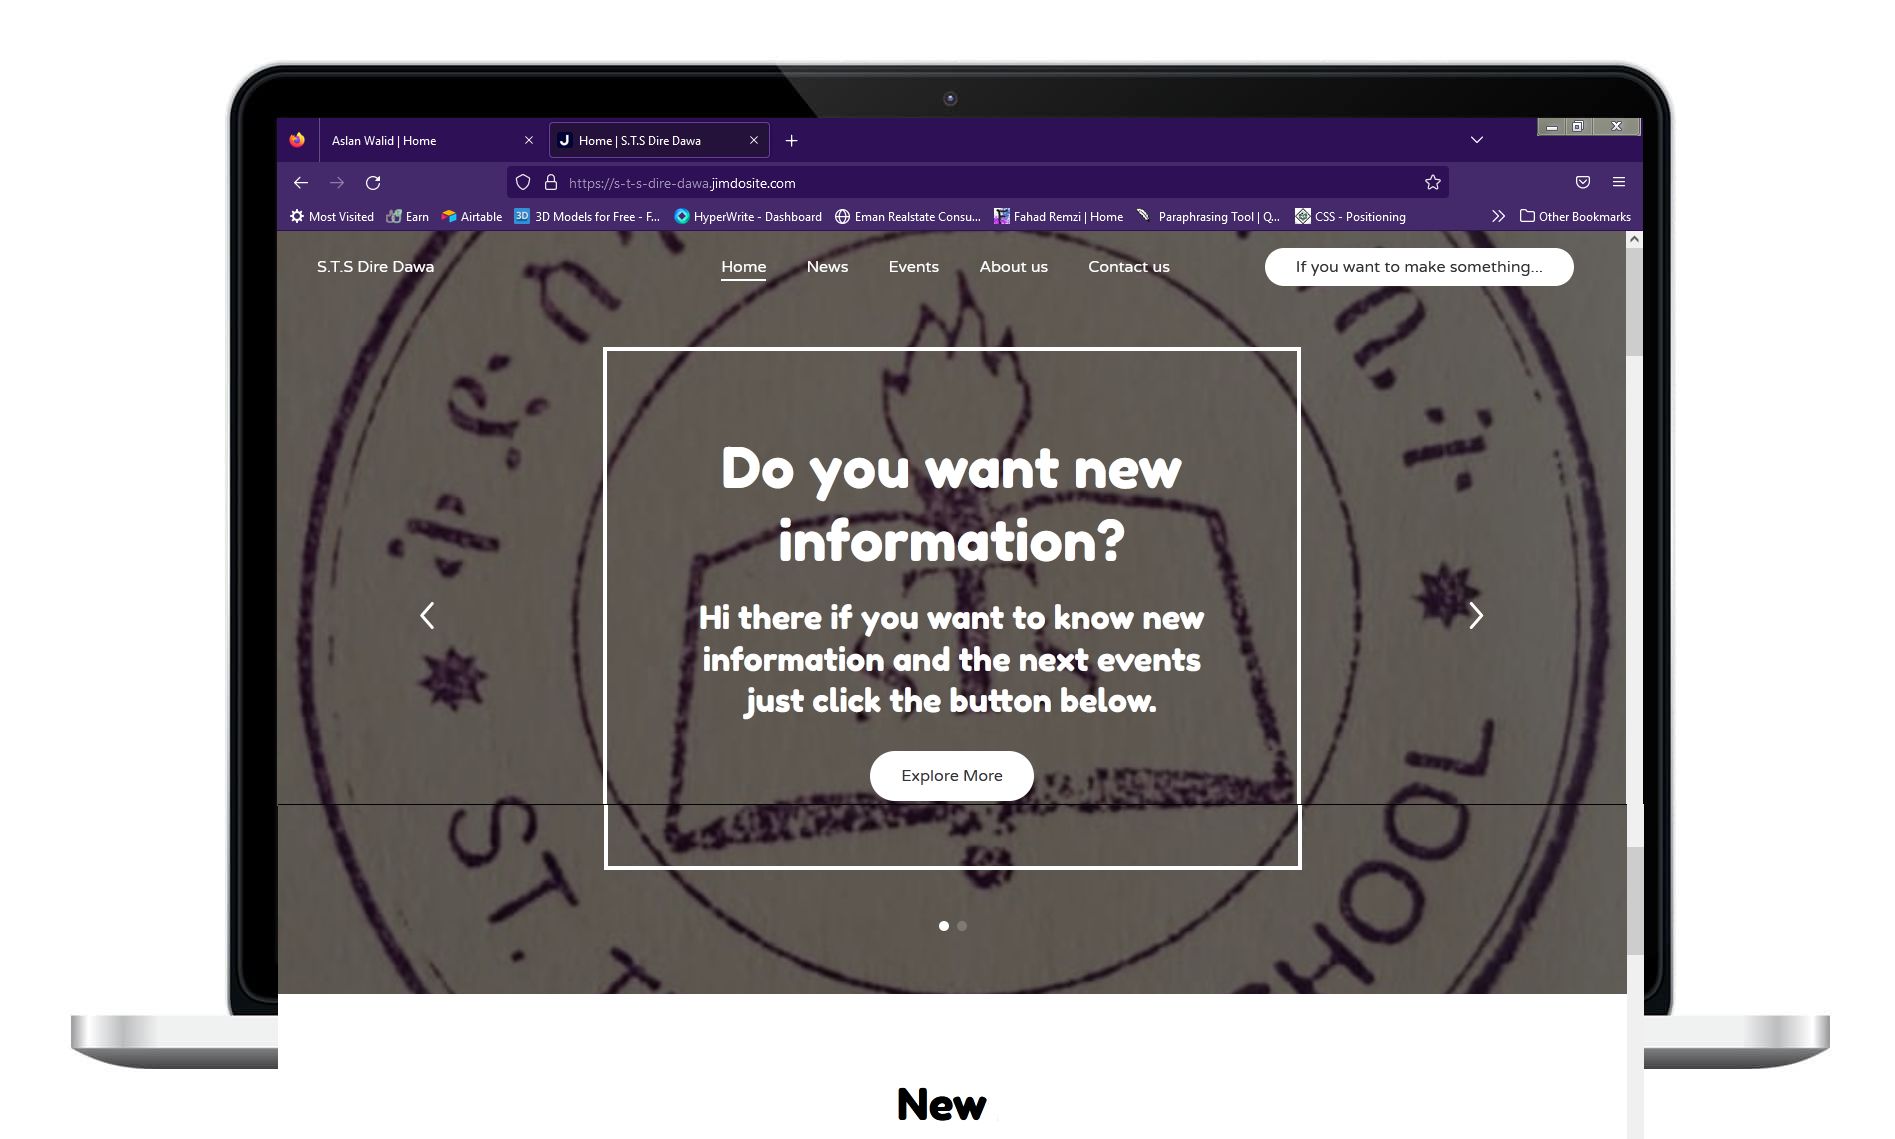 Aslan Walid | Home
Home | S.T.S Dire Dawa
https://s-t-s-dire-dawa.jimdosite.com
Most Visited
Earn
Airtable
3D
3D Models for Free - F...
HyperWrite - Dashboard
Eman Realstate Consu...
Fahad Remzi | Home
Paraphrasing Tool | Q...
CSS - Positioning
Other Bookmarks
S.T.S Dire Dawa
Home
News
Events
About us
Contact us
If you want to make something...
Do you want new
information?
Hi there if you want to know new
information and the next events
just click the button below.
Explore More
ST.
HOOL
New